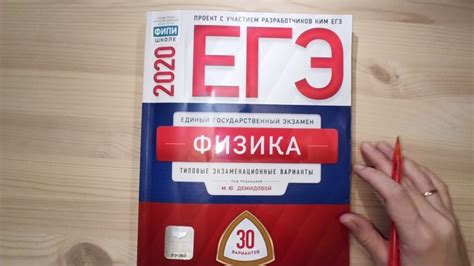 ПРОЕКТ С УЧАСТИЕМ РАЗРАБОТЧИКОВ КИМ ЕГЭ
ФИПИ
ШКОЛЕ
2020
ЕГЭ
ЕДИНЫЙ ГОСУДАРСТВЕННЫЙ ЭКЗАМЕН
ФИЗИКА
ТИПОВЫЕ ЭКЗАМЕНАЦИОННЫЕ ВАРИАНТЫ
ПОД РЕДАКЦИЕЙ
М. Ю. ДЕМИДОВОЙ
30
ВАРИАНТОВ